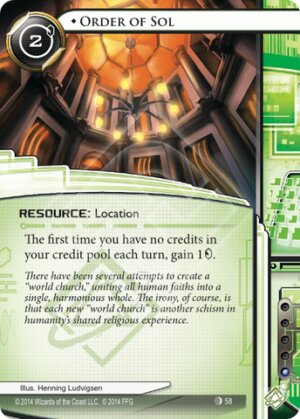 2
• Order of Sol
RESOURCE: Location
The first time you have no credits in
your credit pool each turn, gain 1.
There have been several attempts to create a
“world church,” uniting all human faiths into a
single, harmonious whole. The irony, of course, is
that each new “world church” is another schism in
humanity’s shared religious experience.
Illus. Henning Ludvigsen
© 2014 Wizards of the Coast LLC. © 2014 FFG
58